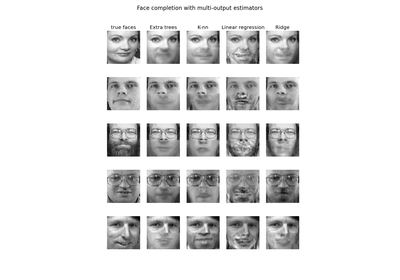 Face completion with multi-output estimators
true faces Extra trees K-nn Linear regression Ridge